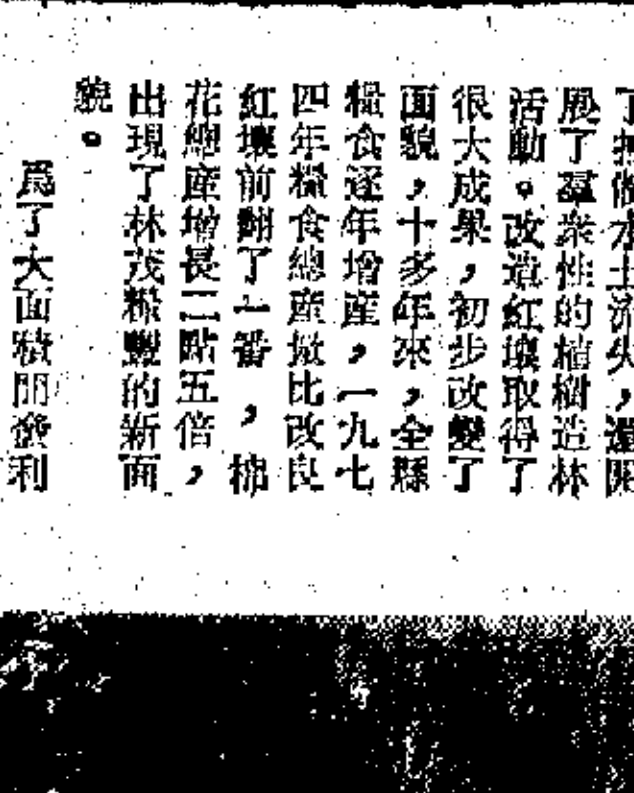 了無做水土流失，還開
展了羣衆性的植樹造林
活動。改造紅壤取得了
很大成果，初步改變了
面貌，十多年來，全縣
糧食逐年增產，一九七
四年糧食總產量比改良
紅壤前翻了一番，棉
花總產增長二點五倍，
出現了林茂糧豐的新面
貌。
爲了大面積開發利